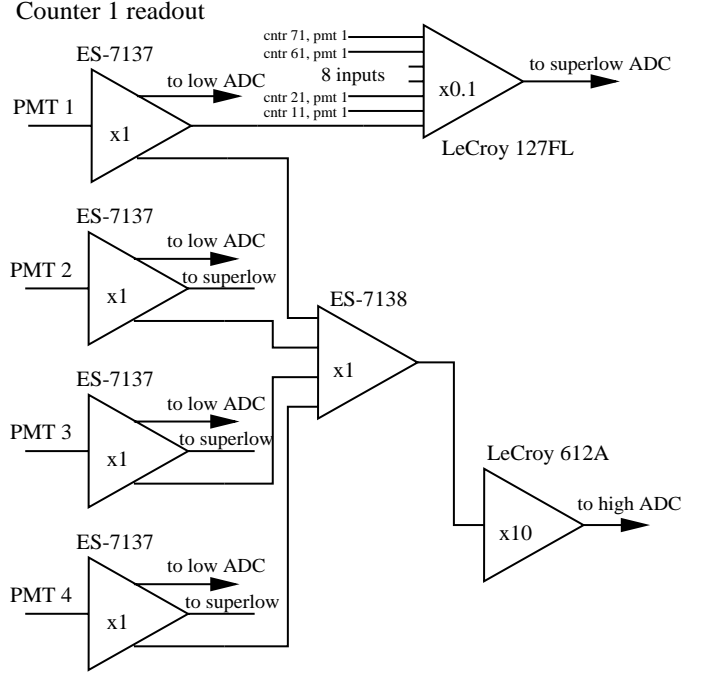 Counter 1 readout
ES-7137
to low ADC
PMT 1
x1
cntr 71, pmt 1
cntr 61, pmt 1
8 inputs
cntr 21, pmt 1
cntr 11, pmt 1
x0.1
to superlow ADC
LeCroy 127FL
ES-7137
to low ADC
PMT 2
to superlow
x1
ES-7138
x1
ES-7137
to low ADC
PMT 3
to superlow
x1
LeCroy 612A
to high ADC
x10
ES-7137
to low ADC
PMT 4
to superlow
x1